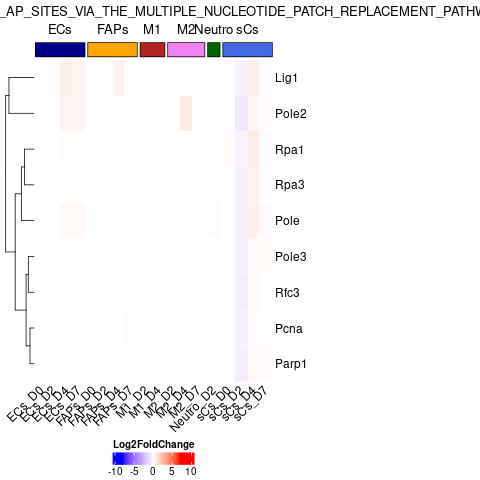 _AP_SITES_VIA_THE_MULTIPLE_NUCLEOTIDE_PATCH_REPLACEMENT_PATHW
ECs FAPs M1 M2 Neutro sCs
Lig1
Pole2
Rpa1
Rpa3
Pole
Pole3
Rfc3
Pcna
Parp1
ECs_D0 ECs_D2 ECs_D4 ECs_D7 FAPs_D0 FAPs_D2 FAPs_D4 FAPs_D7 M1_D2 M1_D4 M2_D2 M2_D4 M2_D7 Neutro_D2 sCs_D0 sCs_D2 sCs_D4 sCs_D7
Log2FoldChange
-10 -5 0 5 10